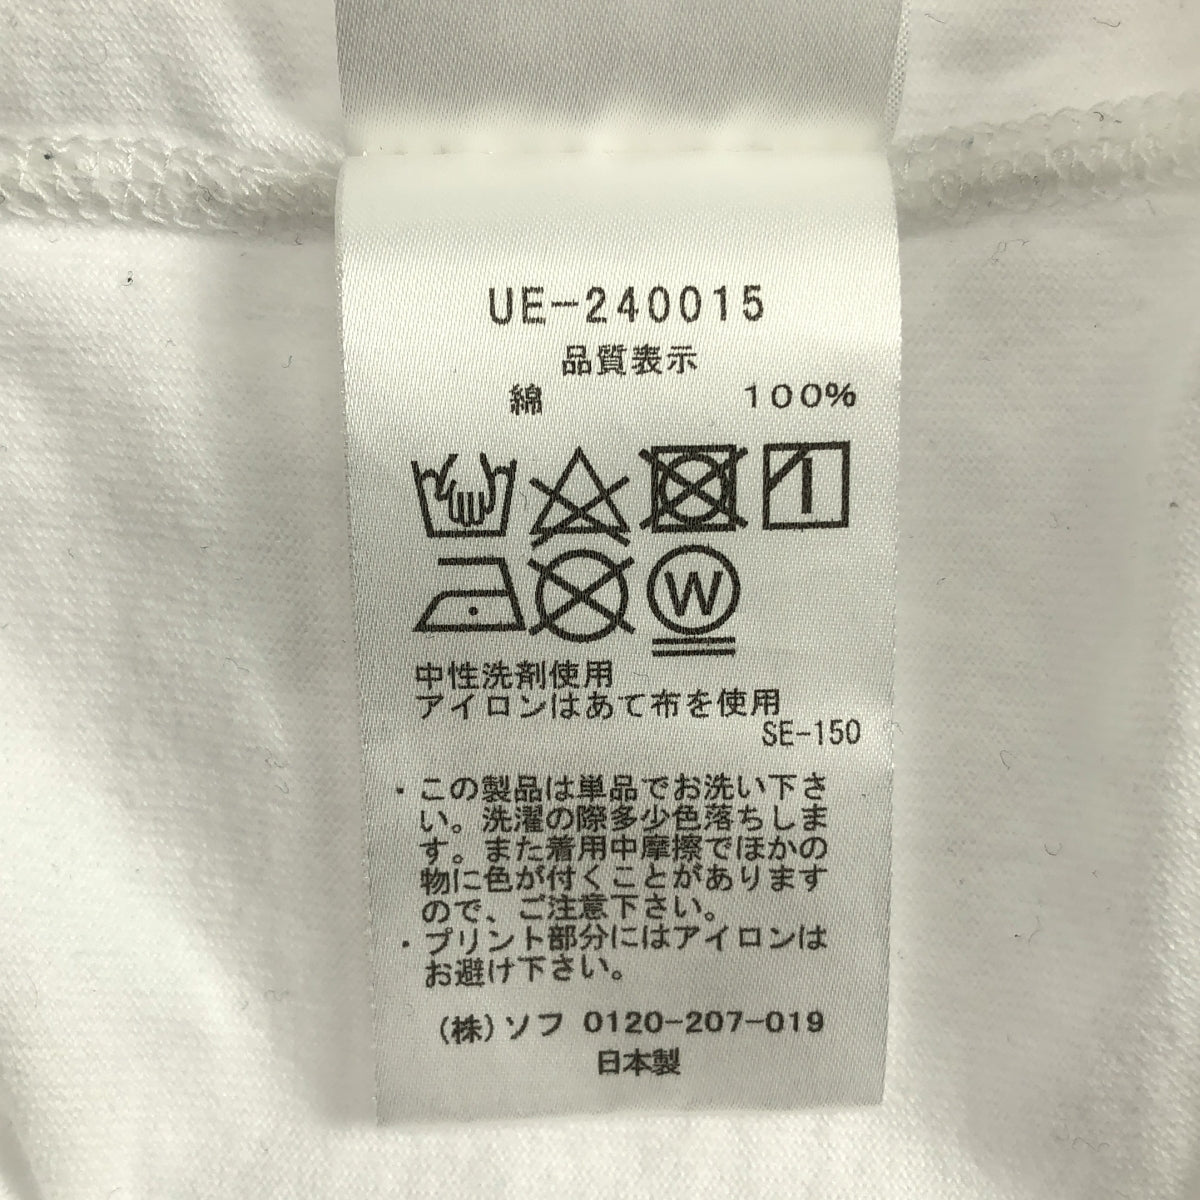 UE-240015
品質表示
綿 100%
W
中性洗剤使用
アイロンはあて布を使用
SE-150
・この製品は単品でお洗い下さ
い。洗濯の際多少色落ちしま
す。また着用中摩擦でほかの
物に色が付くことがあります
ので、ご注意下さい。
・プリント部分にはアイロンは
お避け下さい。
(株)ソフ 0120-207-019
日本製